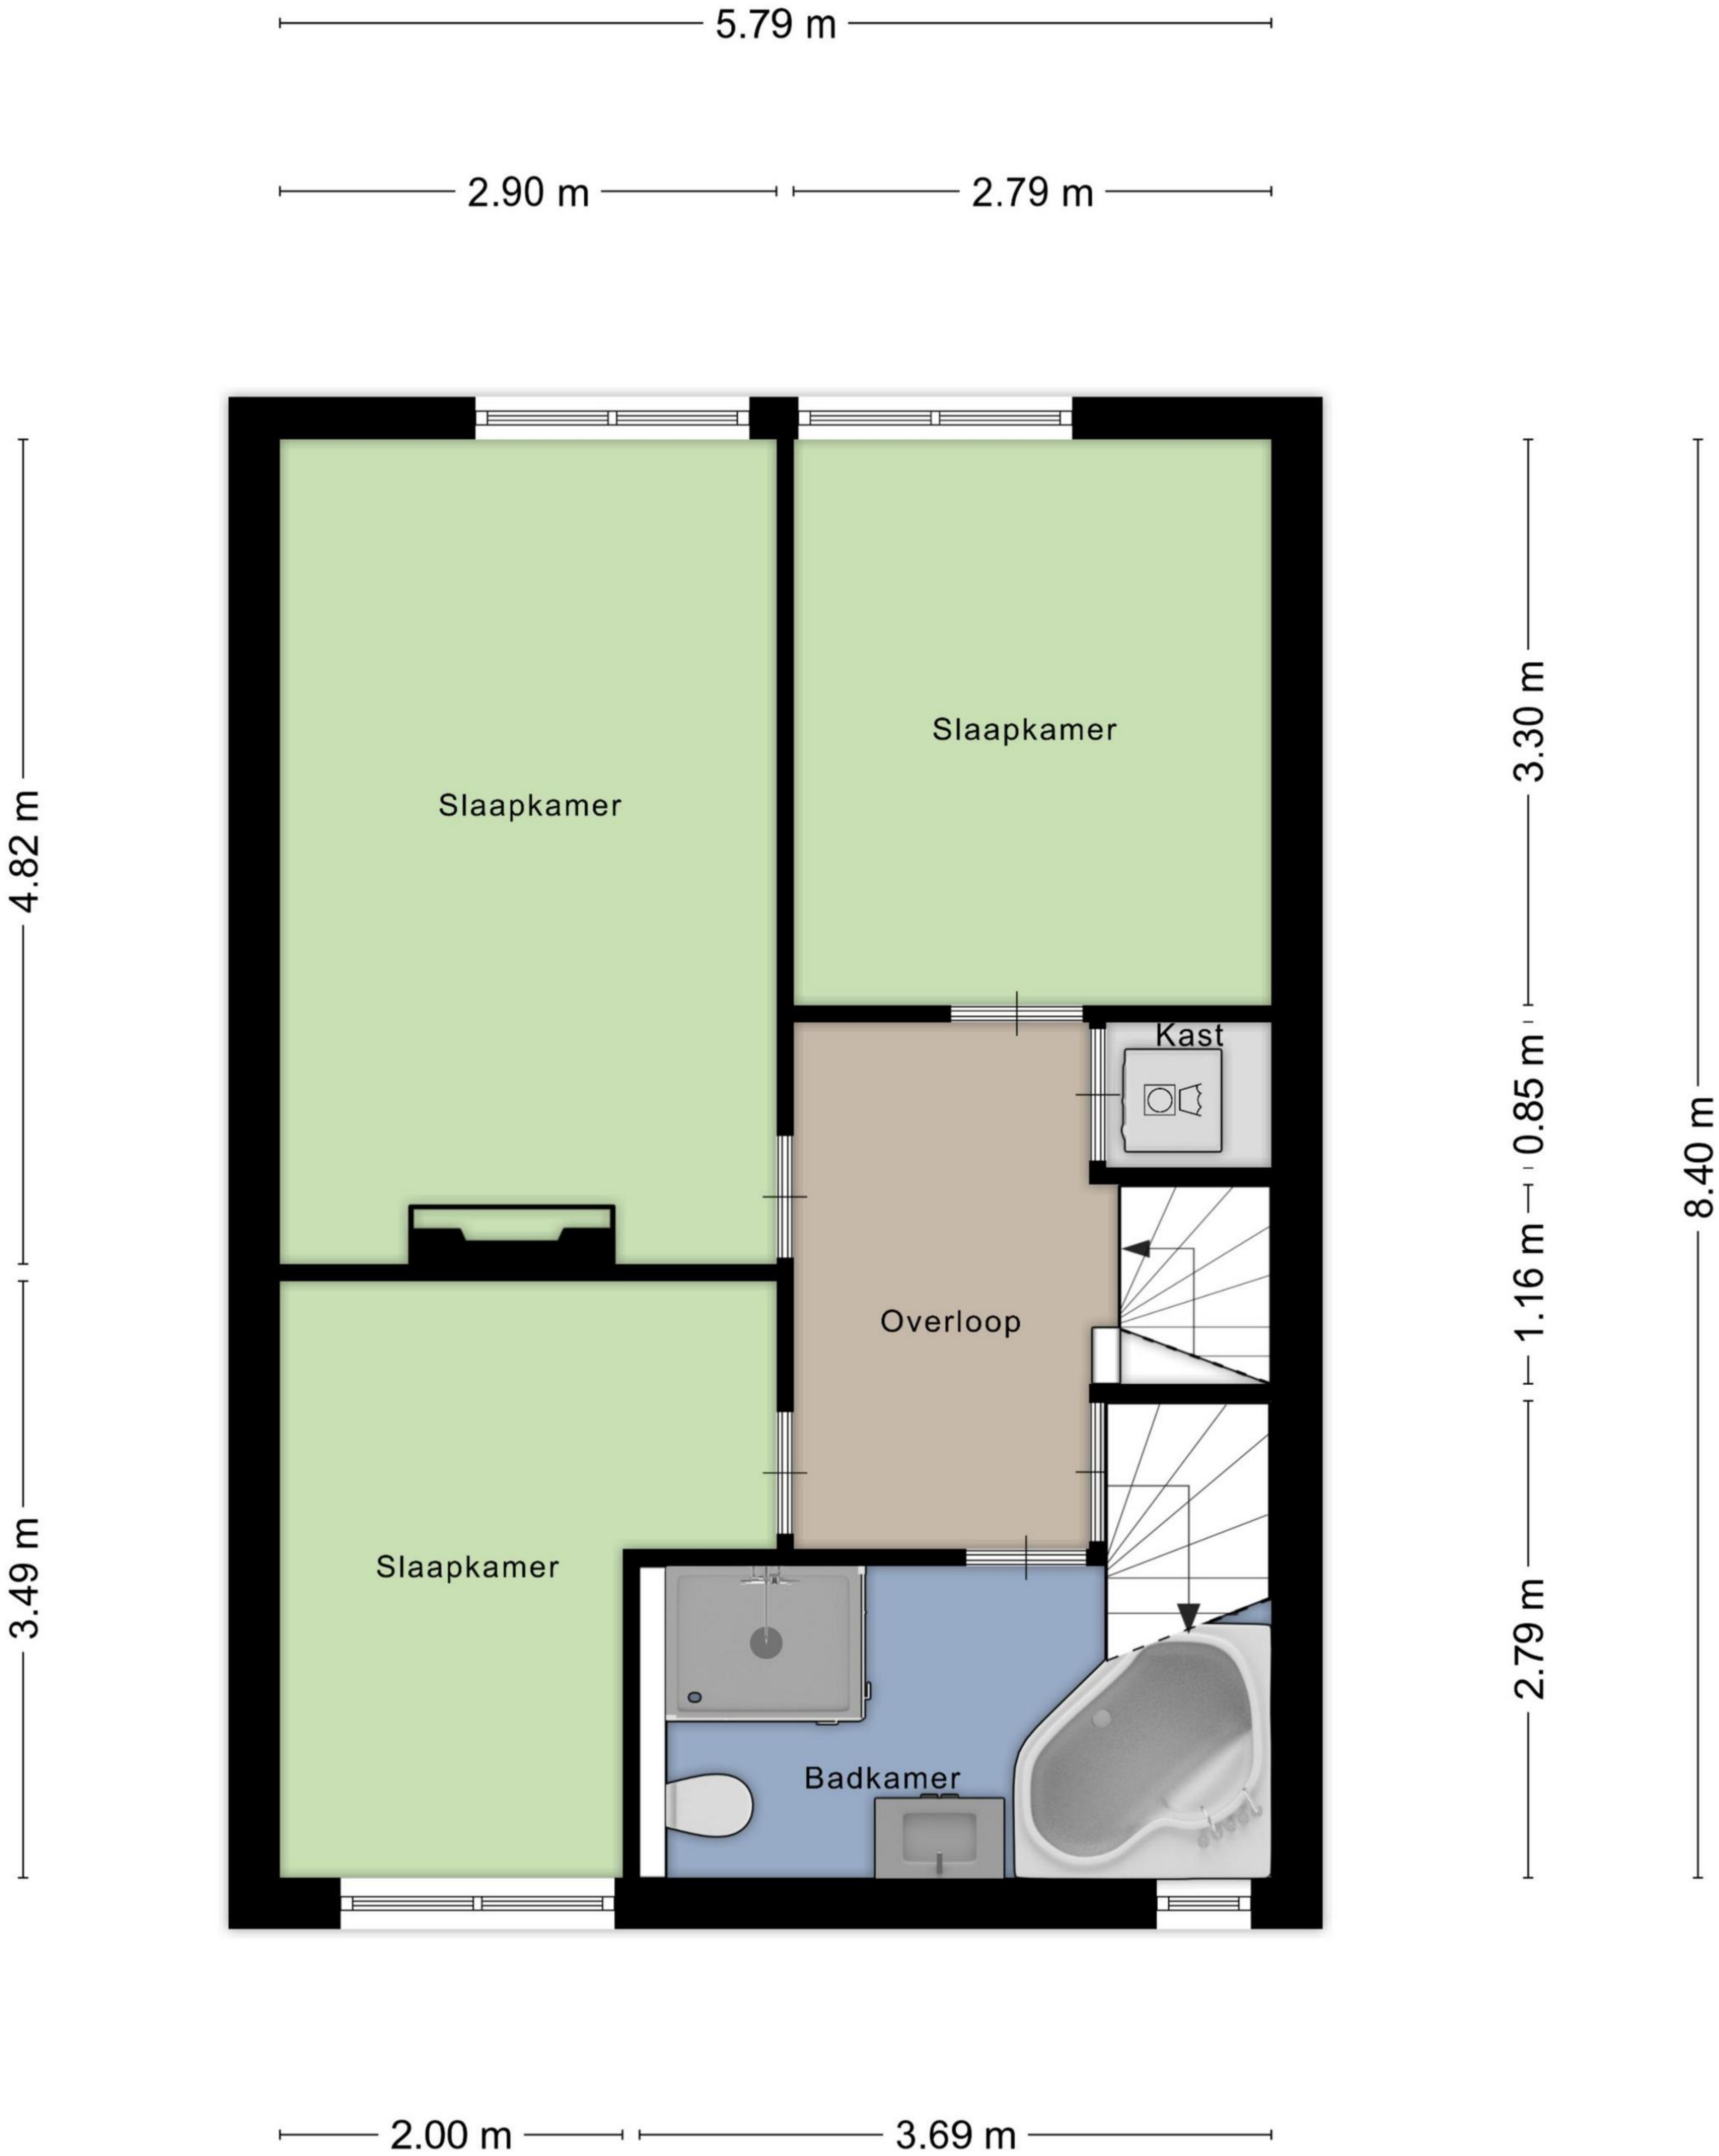 5.79 m
2.90 m
2.79 m
Slaapkamer
Slaapkamer
3.30 m
4.82 m
Kast
0.85 m
8.40 m
1.16 m
Overloop
Slaapkamer
3.49 m
2.79 m
Badkamer
2.00 m
3.69 m